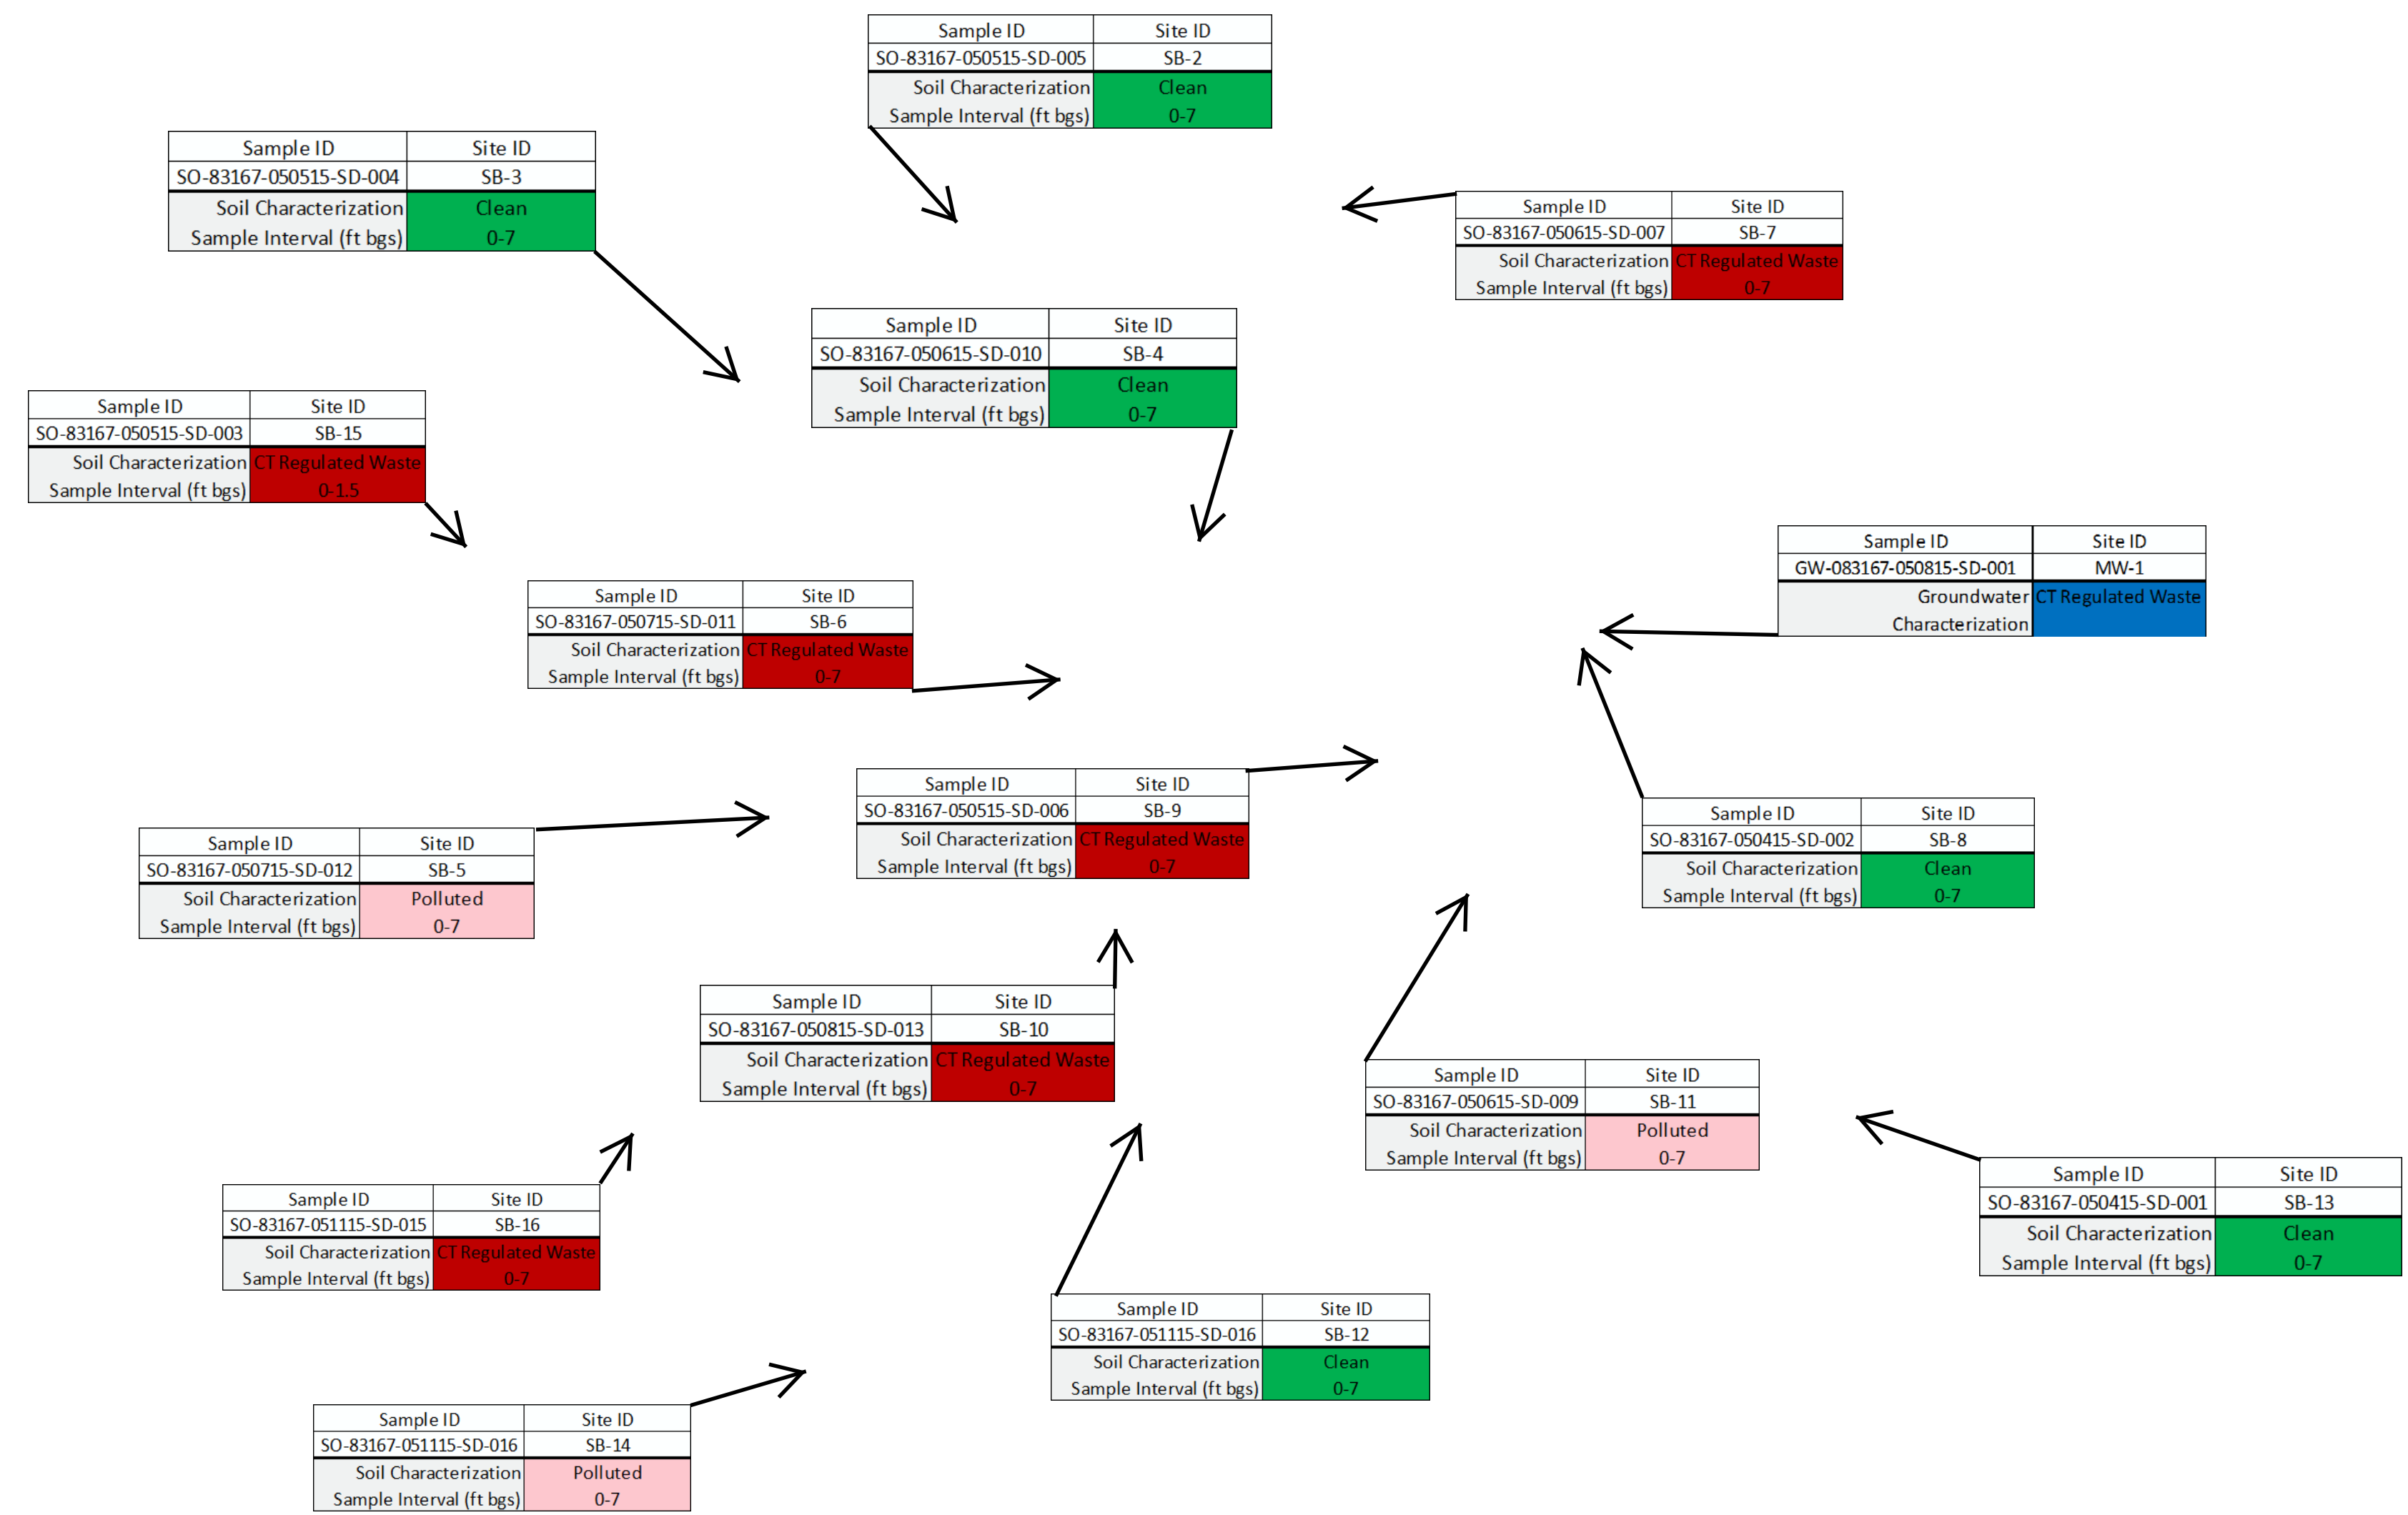 Sample ID Site ID
SO-83167-050515-SD-005 SB-2
Soil Characterization Clean
Sample Interval (ft bgs) 0-7
Sample ID Site ID
SO-83167-050515-SD-004 SB-3
Soil Characterization Clean
Sample Interval (ft bgs) 0-7
Sample ID Site ID
SO-83167-050615-SD-007 SB-7
Soil Characterization CT Regulated Waste
Sample Interval (ft bgs) 0-7
Sample ID Site ID
SO-83167-050615-SD-010 SB-4
Soil Characterization Clean
Sample Interval (ft bgs) 0-7
Sample ID Site ID
SO-83167-050515-SD-003 SB-15
Soil Characterization CT Regulated Waste
Sample Interval (ft bgs) 0-1.5
Sample ID Site ID
GW-083167-050815-SD-001 MW-1
Groundwater CT Regulated Waste
Characterization
Sample ID Site ID
SO-83167-050715-SD-011 SB-6
Soil Characterization CT Regulated Waste
Sample Interval (ft bgs) 0-7
Sample ID Site ID
SO-83167-050515-SD-006 SB-9
Soil Characterization CT Regulated Waste
Sample Interval (ft bgs) 0-7
Sample ID Site ID
SO-83167-050415-SD-002 SB-8
Soil Characterization Clean
Sample Interval (ft bgs) 0-7
Sample ID Site ID
SO-83167-050715-SD-012 SB-5
Soil Characterization Polluted
Sample Interval (ft bgs) 0-7
Sample ID Site ID
SO-83167-050815-SD-013 SB-10
Soil Characterization CT Regulated Waste
Sample Interval (ft bgs) 0-7
Sample ID Site ID
SO-83167-050615-SD-009 SB-11
Soil Characterization Polluted
Sample Interval (ft bgs) 0-7
Sample ID Site ID
SO-83167-050415-SD-001 SB-13
Soil Characterization Clean
Sample Interval (ft bgs) 0-7
Sample ID Site ID
SO-83167-051115-SD-015 SB-16
Soil Characterization CT Regulated Waste
Sample Interval (ft bgs) 0-7
Sample ID Site ID
SO-83167-051115-SD-016 SB-12
Soil Characterization Clean
Sample Interval (ft bgs) 0-7
Sample ID Site ID
SO-83167-051115-SD-016 SB-14
Soil Characterization Polluted
Sample Interval (ft bgs) 0-7